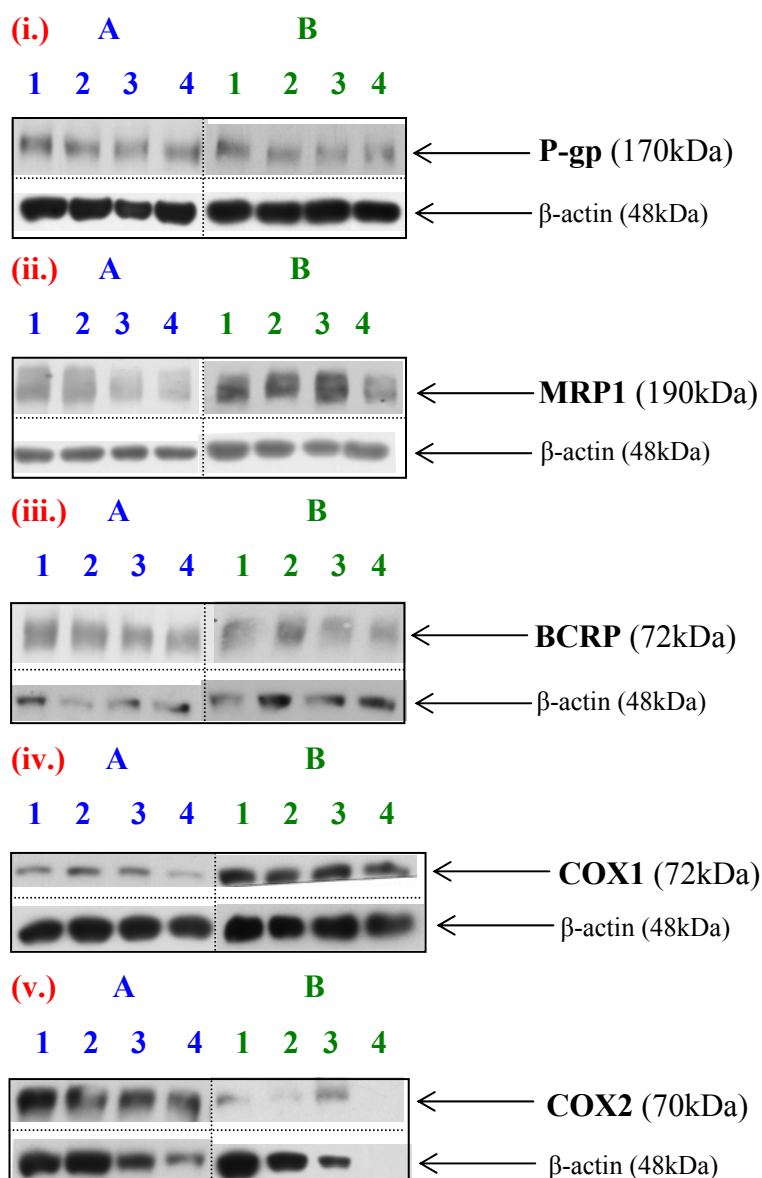 (i.) A B
1 2 3 4 1 2 3 4
P-gp (170kDa)
β-actin (48kDa)
(ii.) A B
1 2 3 4 1 2 3 4
MRP1 (190kDa)
β-actin (48kDa)
(iii.) A B
1 2 3 4 1 2 3 4
BCRP (72kDa)
β-actin (48kDa)
(iv.) A B
1 2 3 4 1 2 3 4
COX1 (72kDa)
β-actin (48kDa)
(v.) A B
1 2 3 4 1 2 3 4
COX2 (70kDa)
β-actin (48kDa)